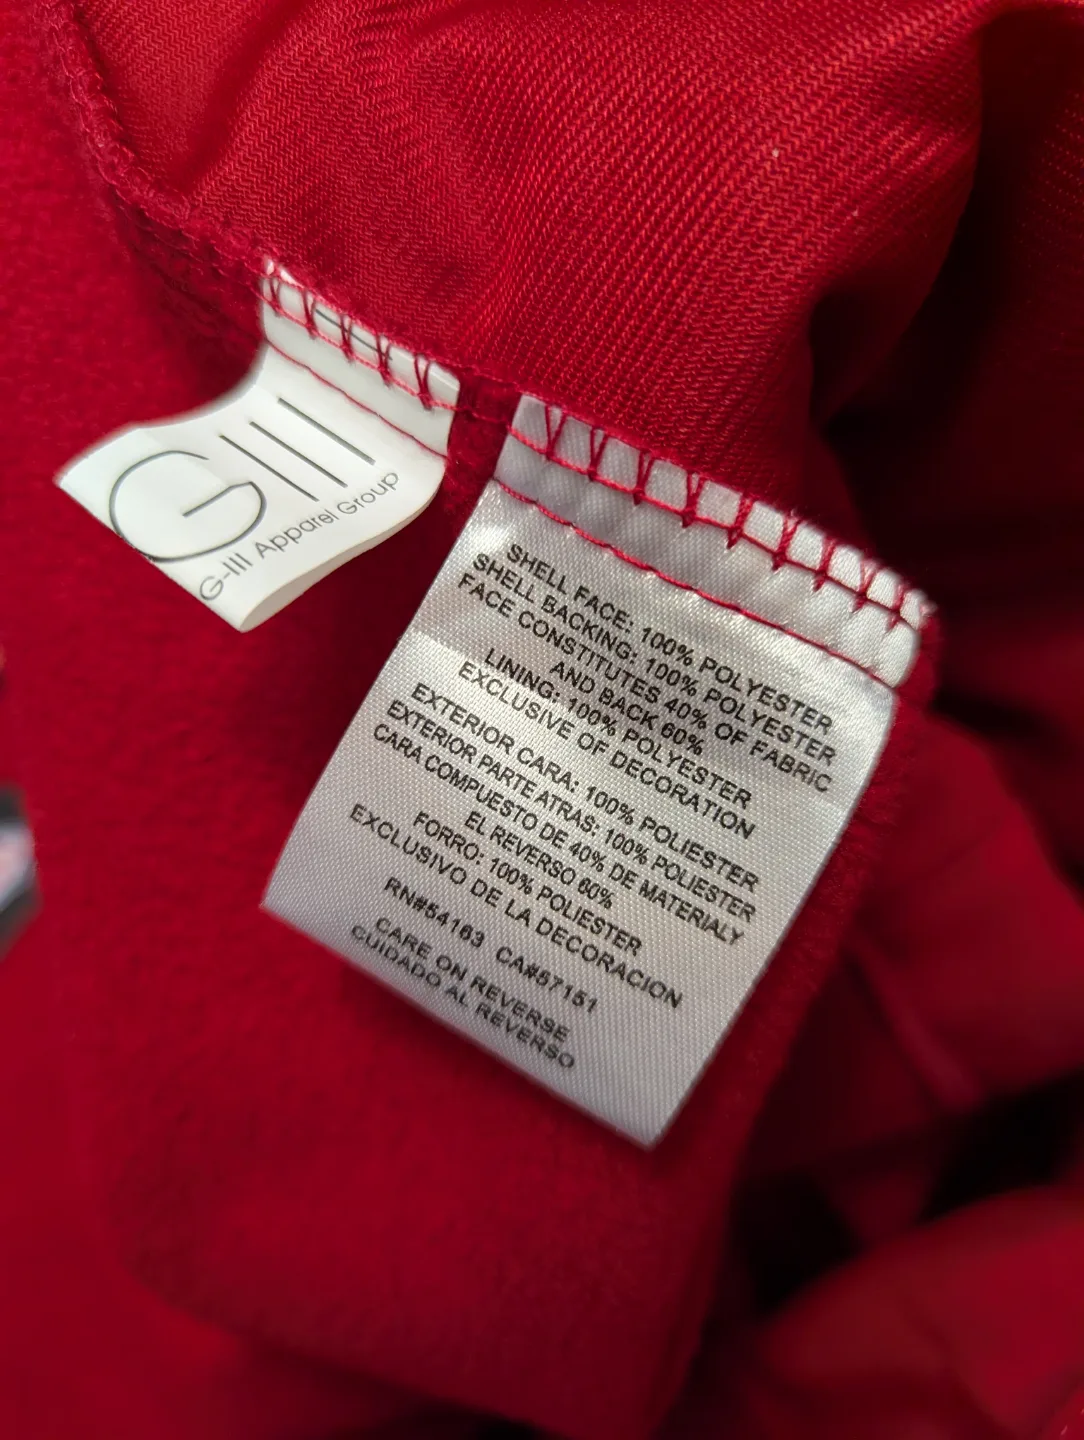 GIII
G-III Apparel Group
SHELL FACE: 100% POLYESTER
SHELL BACKING: 100% POLYESTER
FACE CONSTITUTES 40% OF FABRIC
AND BACK 60%
LINING: 100% POLYESTER
EXCLUSIVE OF DECORATION
EXTERIOR CARA: 100% POLIESTER
EXTERIOR PARTE ATRAS: 100% POLIESTER
CARA COMPUESTO DE 40% DE MATERIALY
EL REVERSO 60%
FORRO: 100% POLIESTER
EXCLUSIVO DE LA DECORACION
RN#54163 CA#57151
CARE ON REVERSE
CUIDADO AL REVERSO